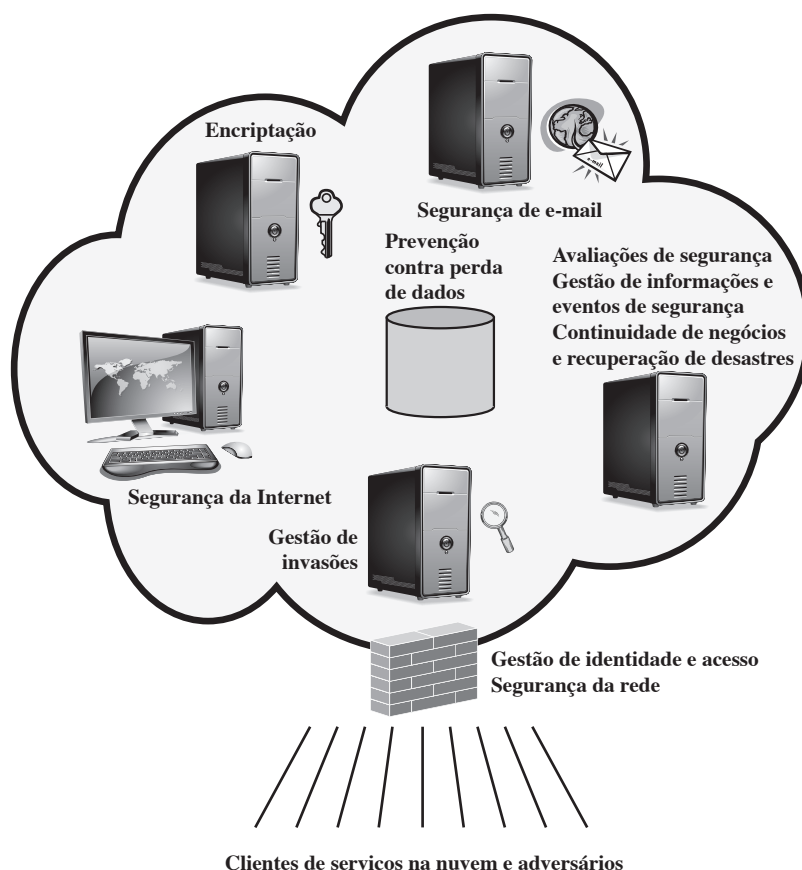 Encriptação
e-mail
Segurança de e-mail
Prevenção
contra perda
de dados
Avaliações de segurança
Gestão de informações e
eventos de segurança
Continuidade de negócios
e recuperação de desastres
Segurança da Internet
Gestão de
invasões
Gestão de identidade e acesso
Segurança da rede
Clientes de serviços na nuvem e adversários